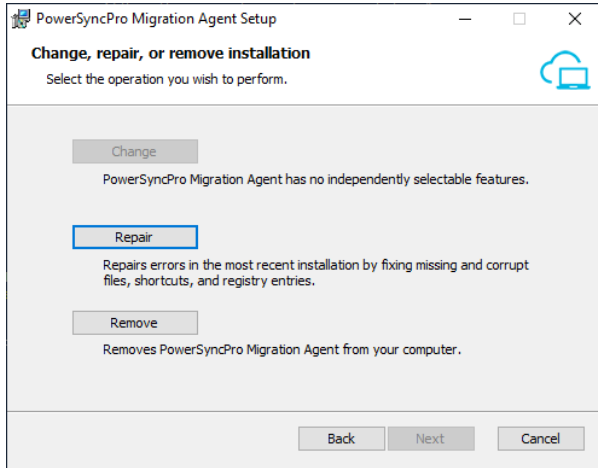 PowerSyncPro Migration Agent Setup
Change, repair, or remove installation
Select the operation you wish to perform.
Change
PowerSyncPro Migration Agent has no independently selectable features.
Repair
Repairs errors in the most recent installation by fixing missing and corrupt
files, shortcuts, and registry entries.
Remove
Removes PowerSyncPro Migration Agent from your computer.
Back Next Cancel